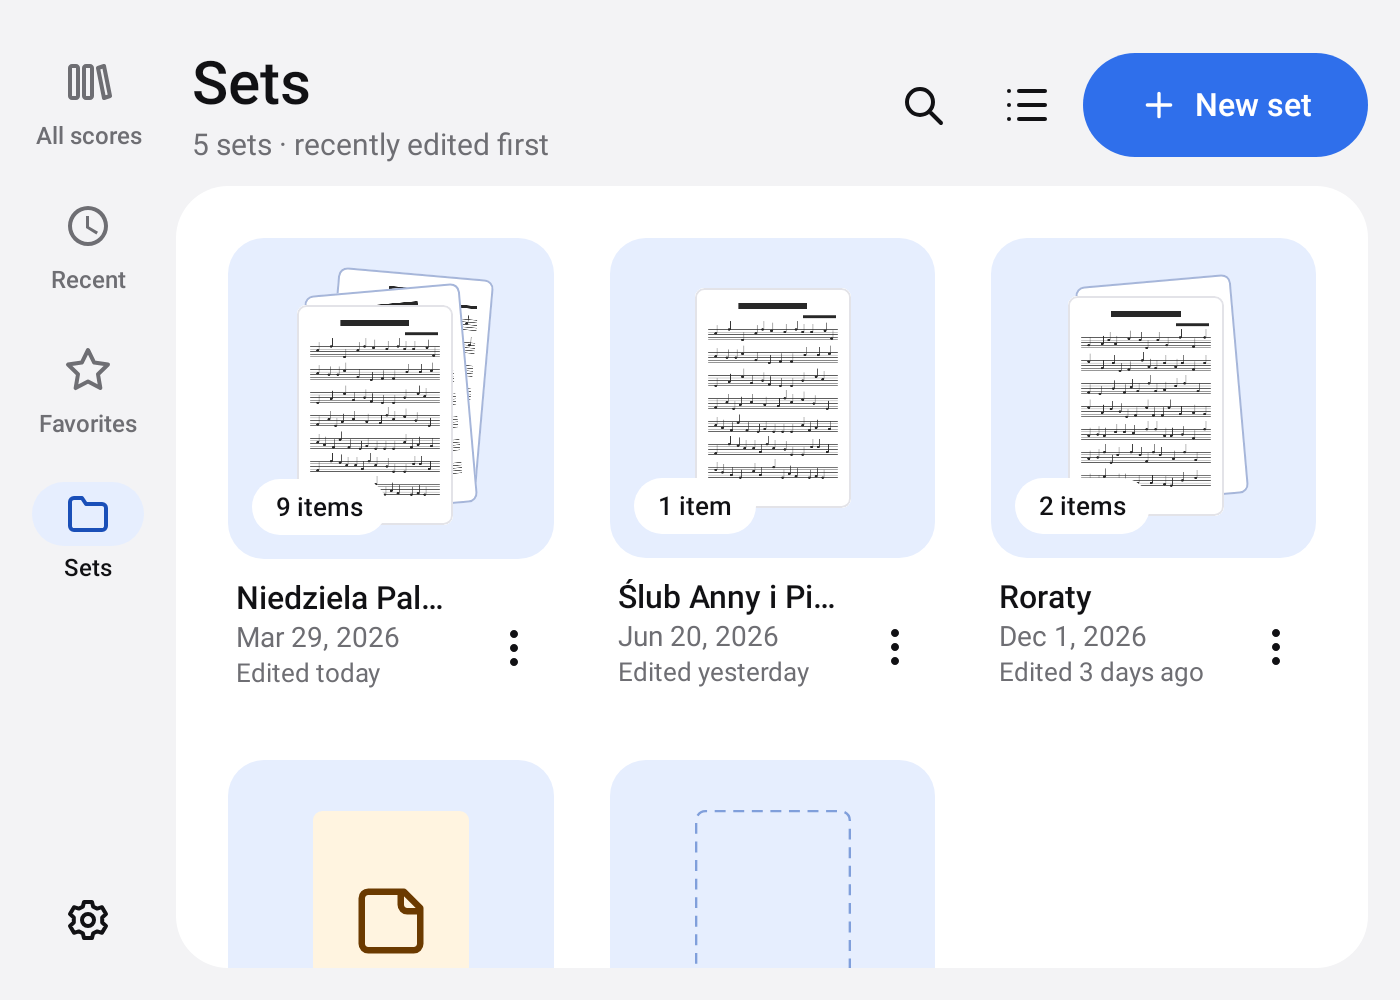 All scores
Recent
Favorites
Sets
Sets
5 sets · recently edited first
New set
9 items
Niedziela Pal...
Mar 29, 2026
Edited today
1 item
Ślub Anny i Pi...
Jun 20, 2026
Edited yesterday
2 items
Roraty
Dec 1, 2026
Edited 3 days ago